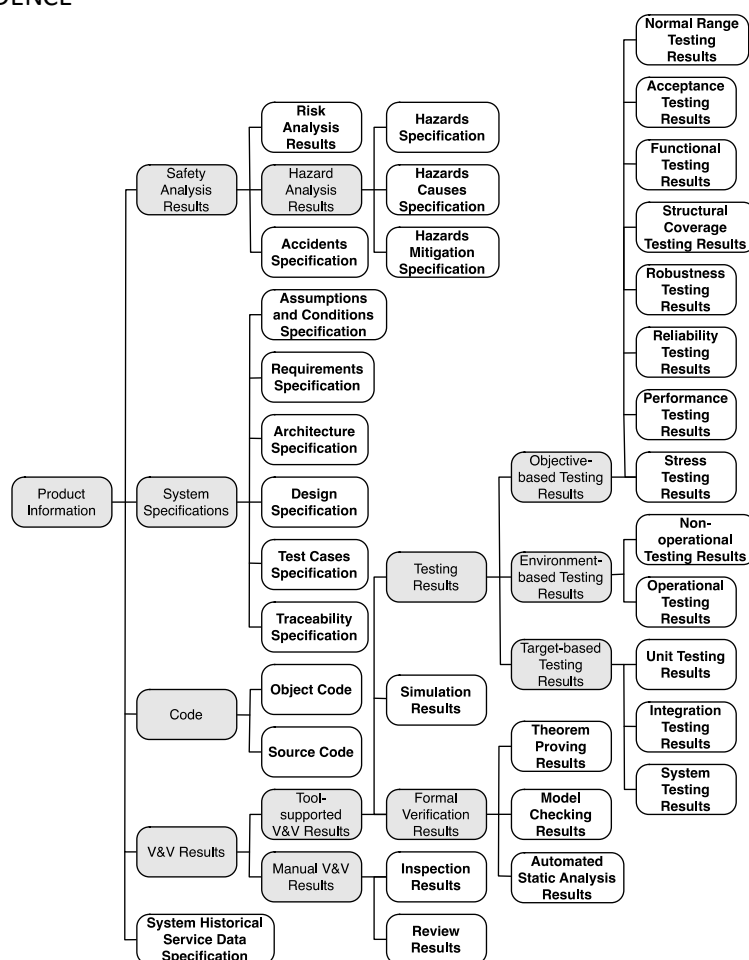 DENCE
Normal Range
Testing
Results
Acceptance
Testing
Results
Functional
Testing
Results
Structural
Coverage
Testing Results
Robustness
Testing
Results
Reliability
Testing
Results
Performance
Testing
Results
Stress
Testing
Results
Non-
operational
Testing Results
Operational
Testing
Results
Unit Testing
Results
Integration
Testing
Results
System
Testing
Results
Objective-
based Testing
Results
Environment-
based Testing
Results
Target-based
Testing
Results
Theorem
Proving
Results
Model
Checking
Results
Automated
Static Analysis
Results
Hazards
Specification
Hazards
Causes
Specification
Hazards
Mitigation
Specification
Testing
Results
Simulation
Results
Formal
Verification
Results
Inspection
Results
Review
Results
Risk
Analysis
Results
Hazard
Analysis
Results
Accidents
Specification
Assumptions
and Conditions
Specification
Requirements
Specification
Architecture
Specification
Design
Specification
Test Cases
Specification
Traceability
Specification
Object Code
Source Code
Tool-
supported
V&V Results
Manual V&V
Results
Safety
Analysis
Results
System
Specifications
Code
V&V Results
System Historical
Service Data
Specification
Product
Information